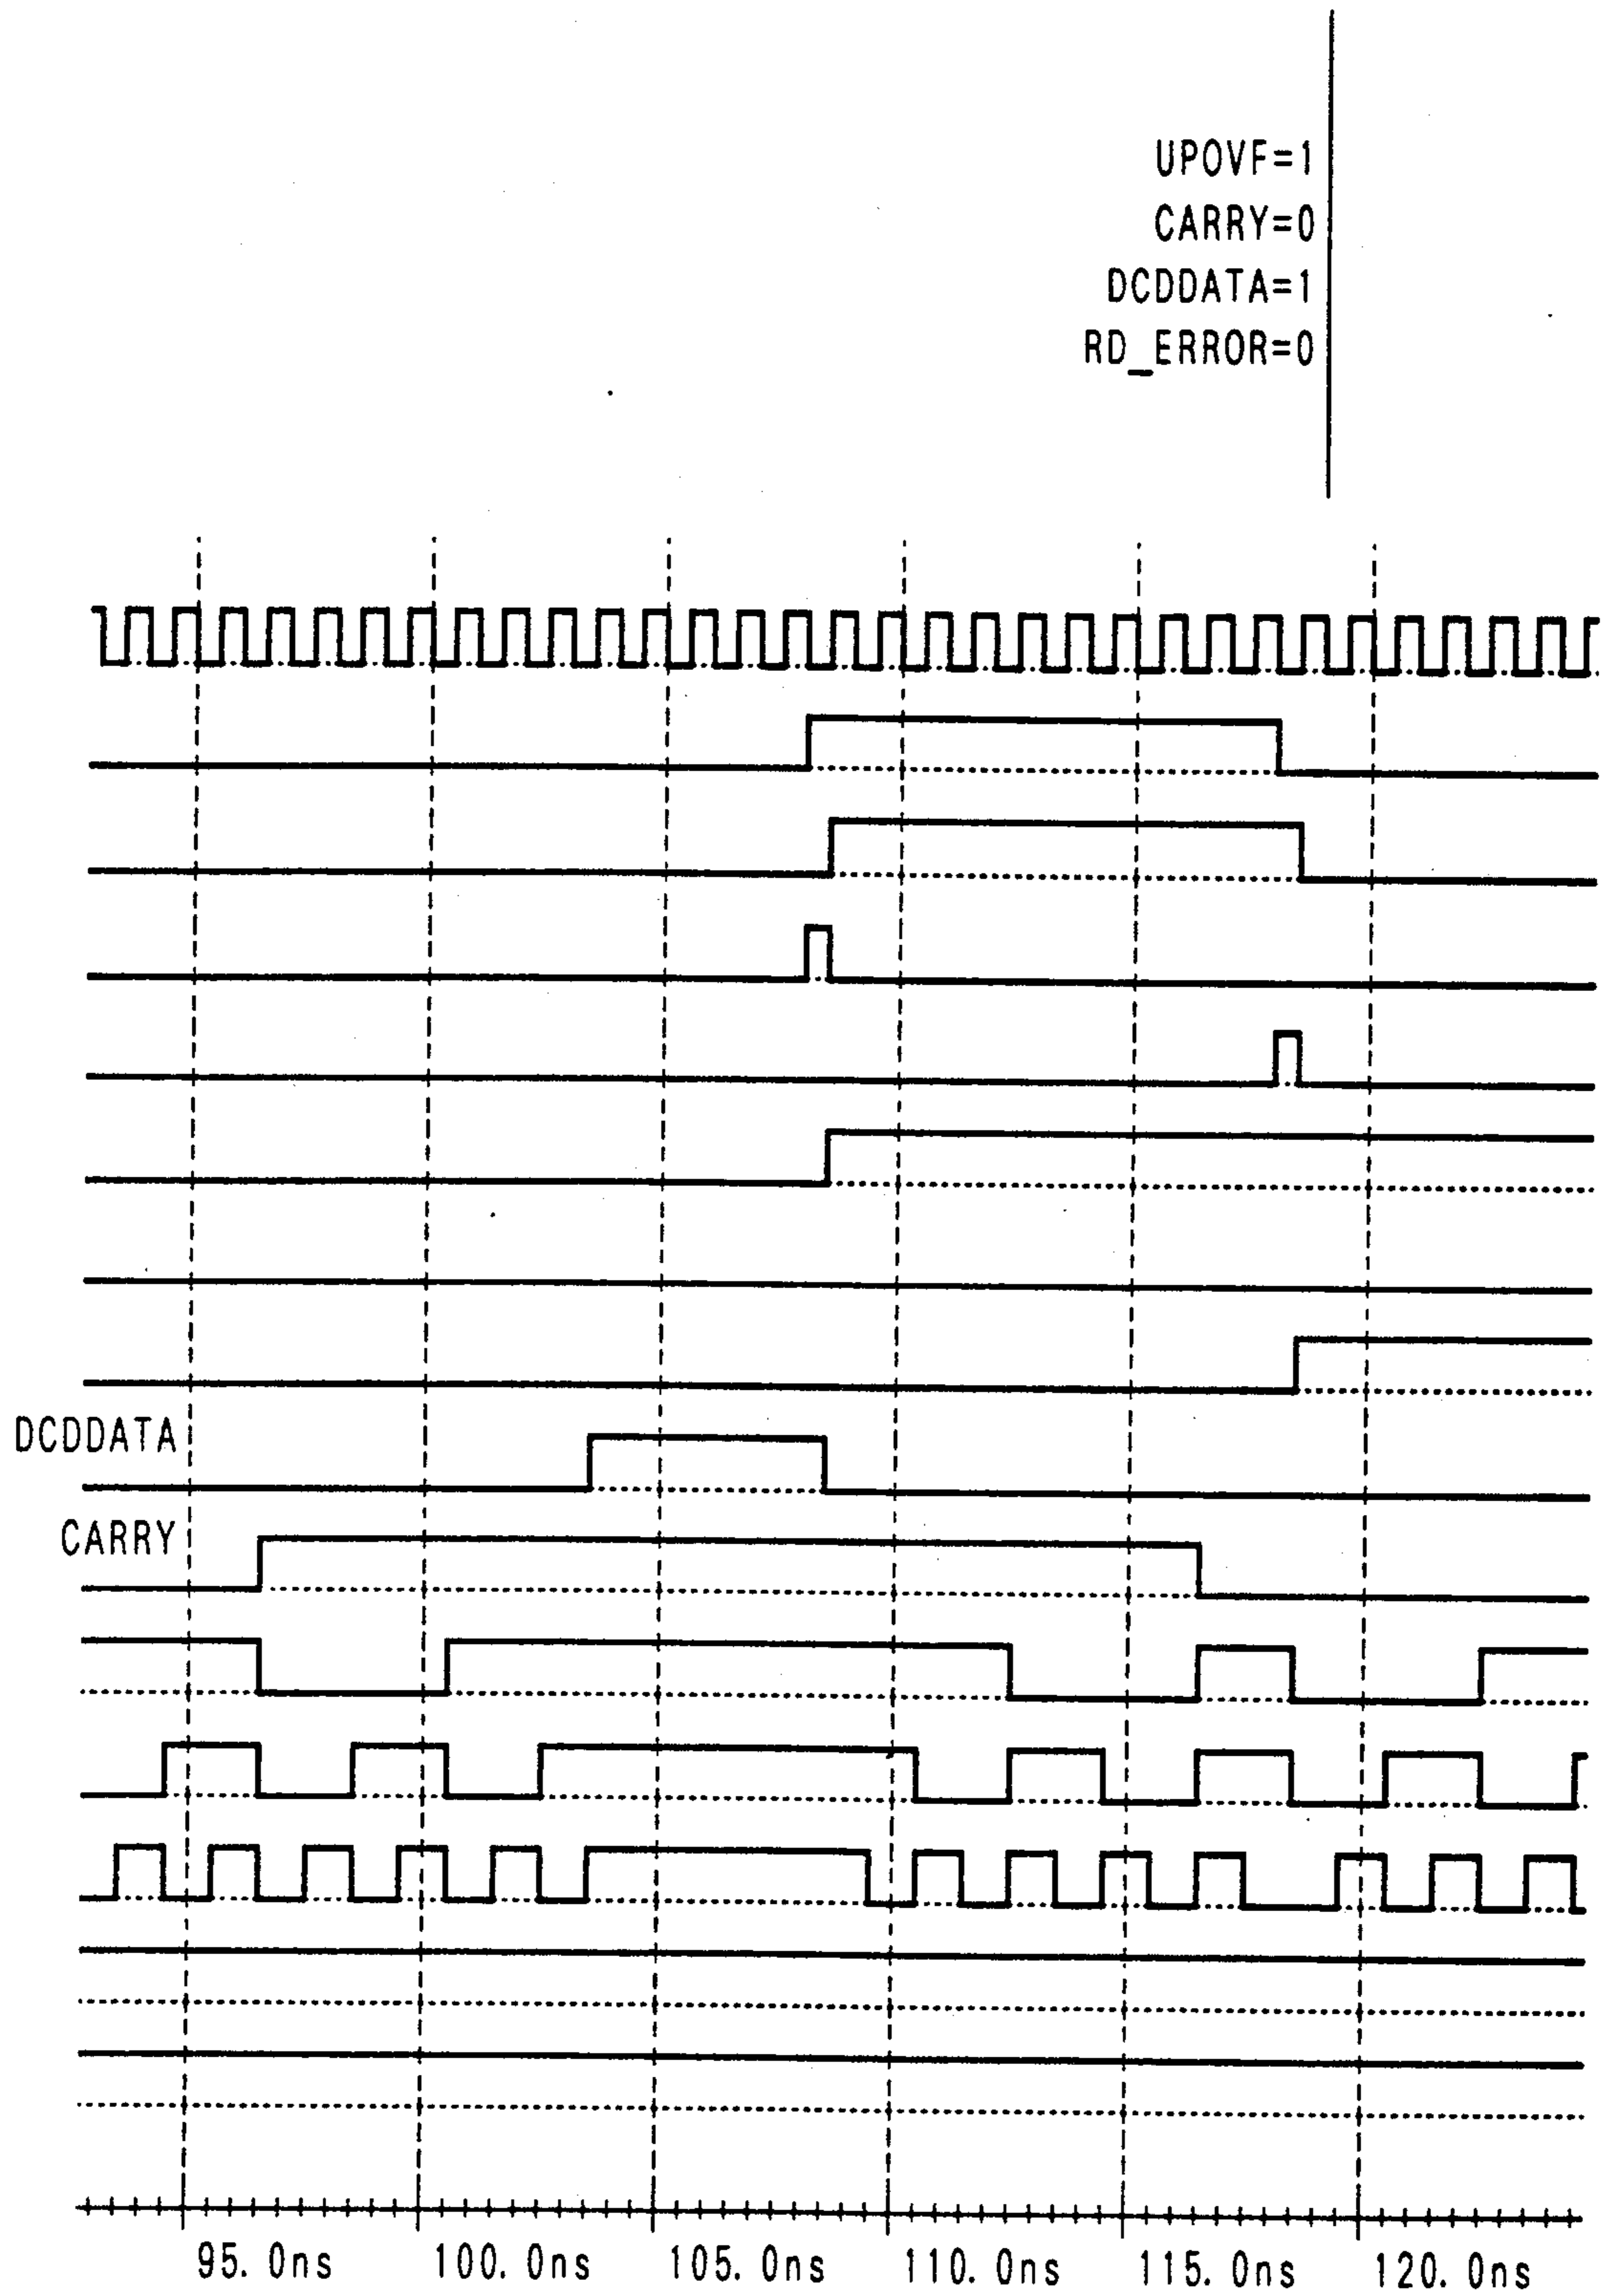 UPOVF=1
CARRY=0
DCDDATA=1
RD_ERROR=0
DCDDATA
CARRY
95.0ns 100.0ns 105.0ns 110.0ns 115.0ns 120.0ns